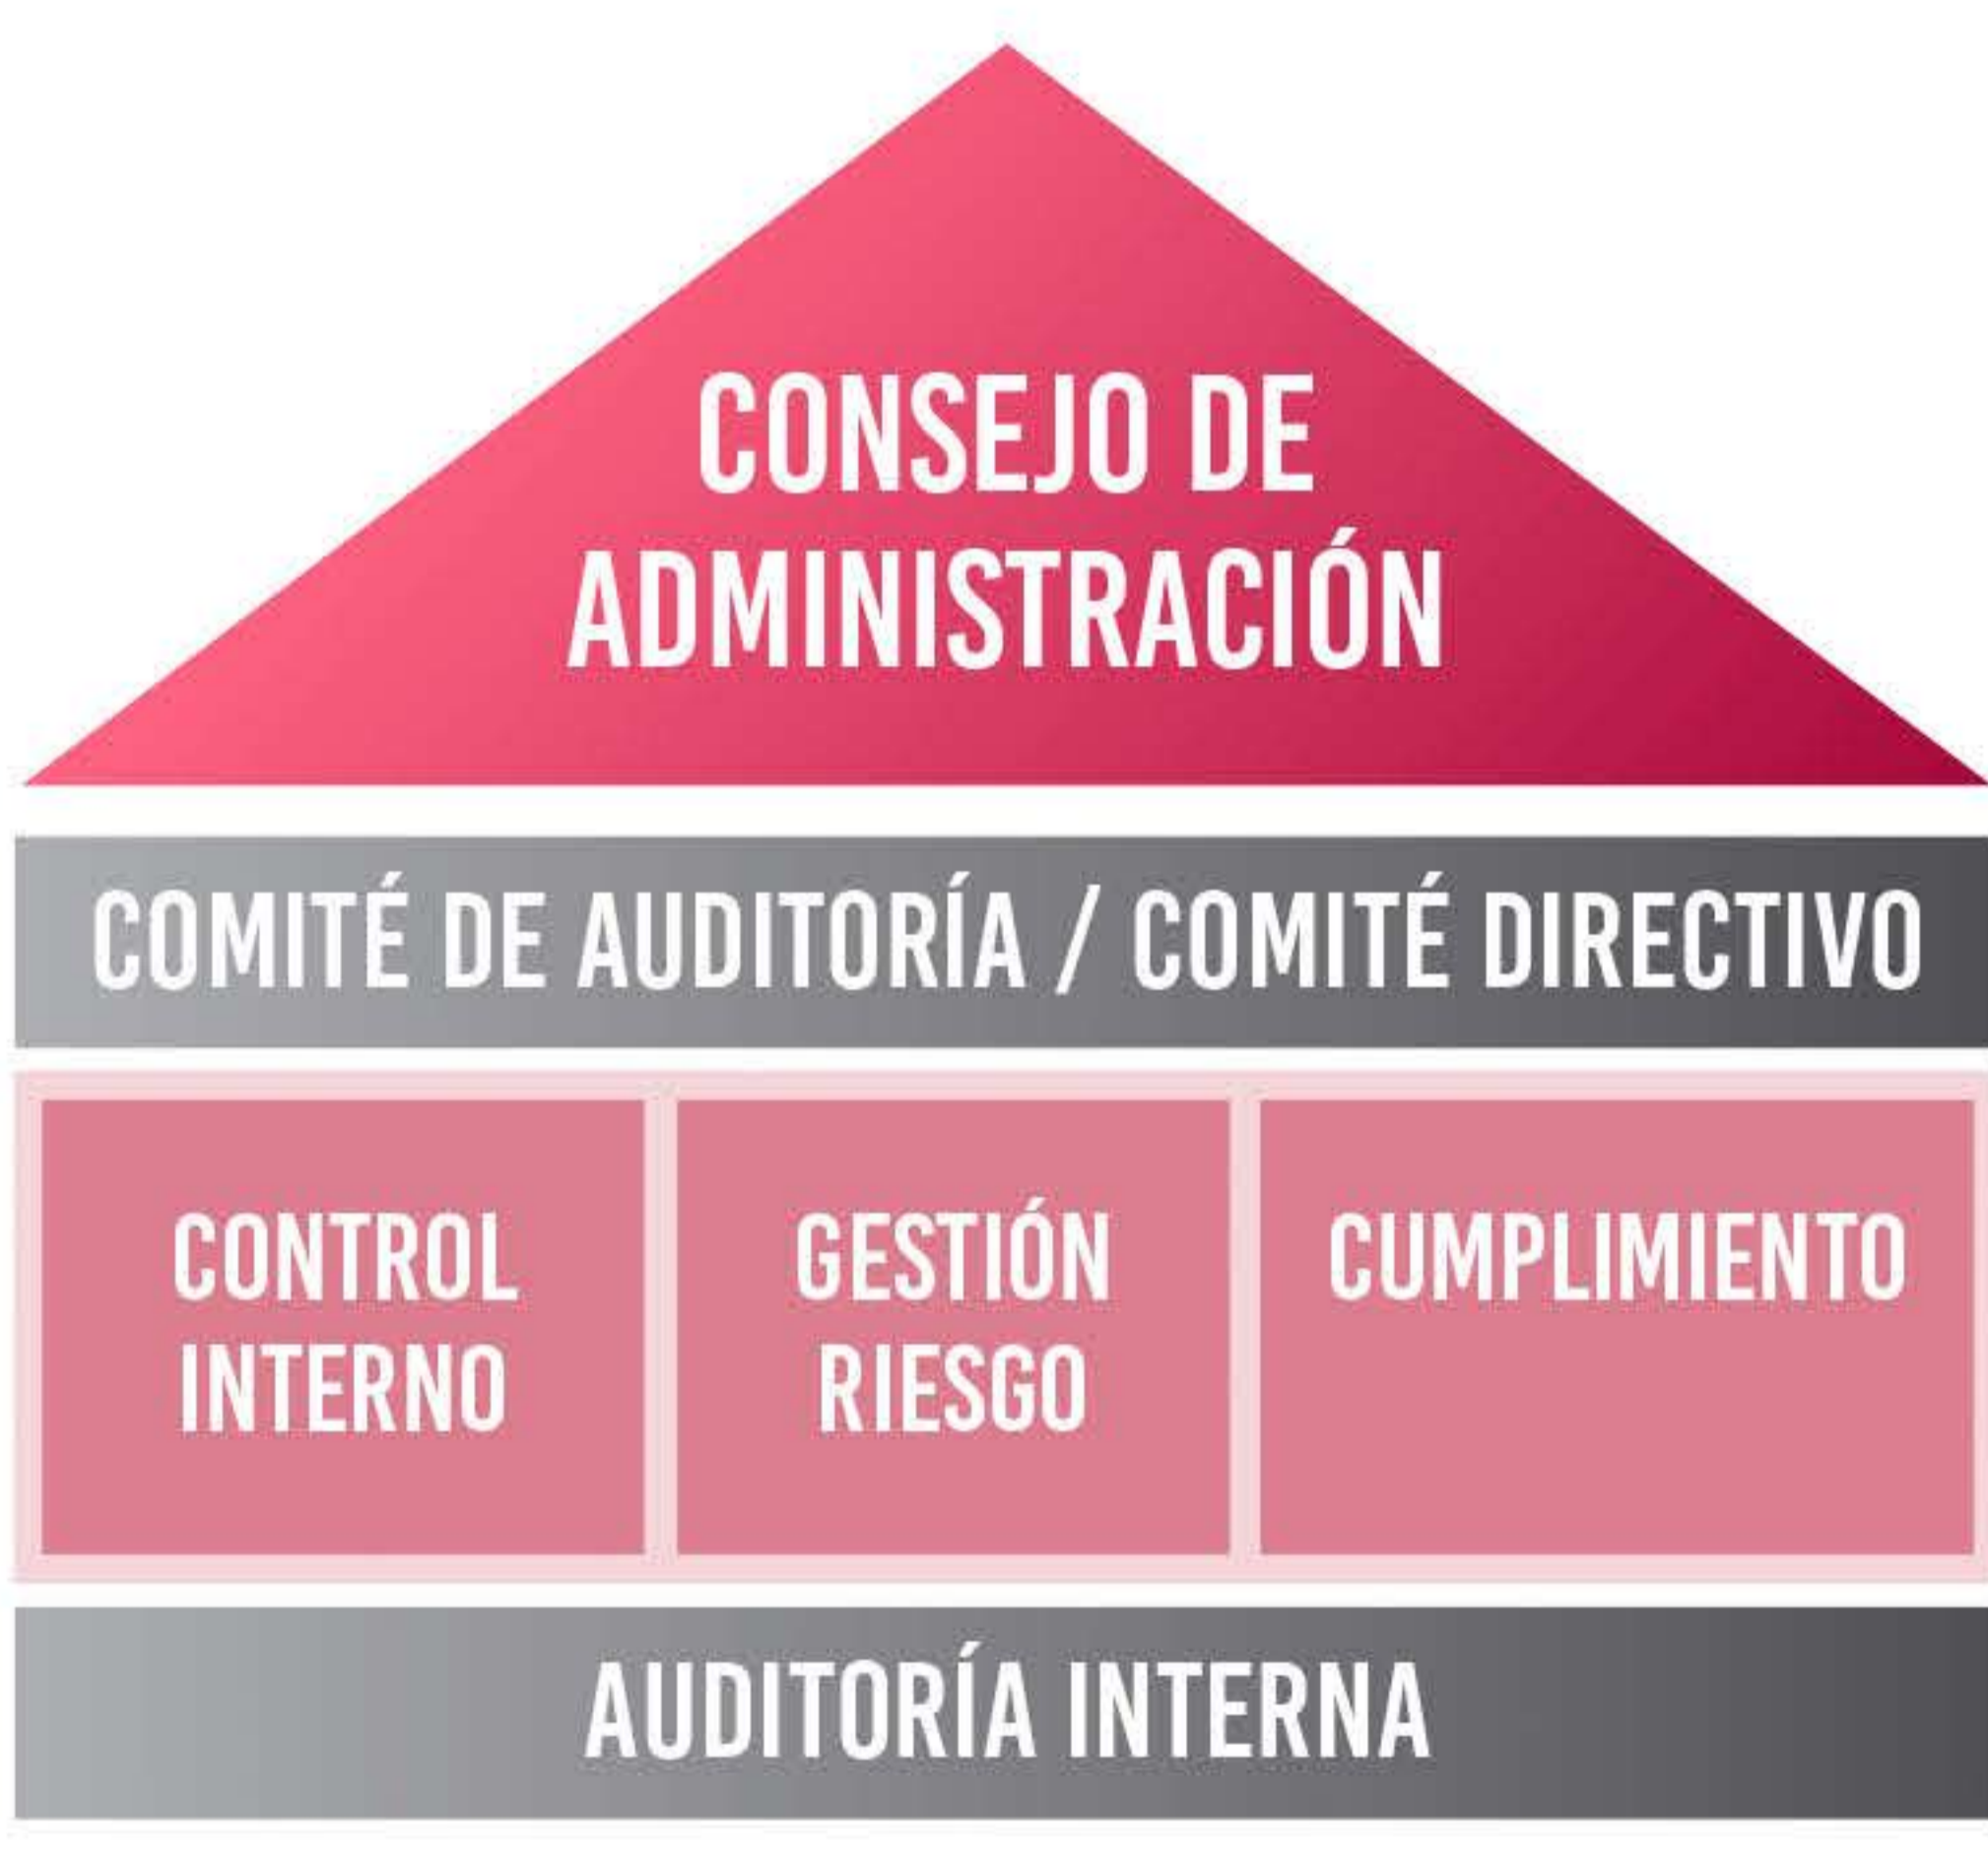 CONSEJO DE
ADMINISTRACIÓN
COMITÉ DE AUDITORÍA / COMITÉ DIRECTIVO
CONTROL
INTERNO
GESTIÓN
RIESGO
CUMPLIMIENTO
AUDITORÍA INTERNA